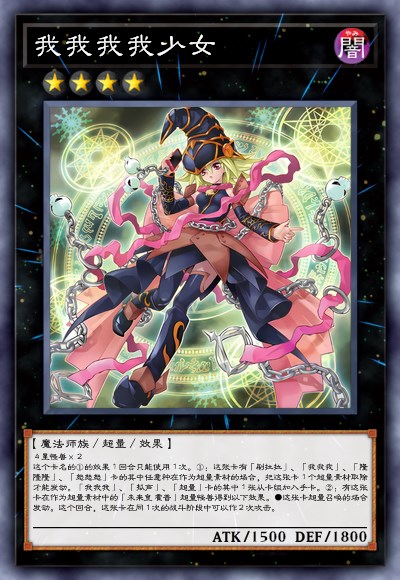 我我我我少女
やみ
闇
【魔法师族／超量／效果】
４星怪兽×２
这个卡名的①的效果１回合只能使用１次。①：这张卡有「刷拉拉」、「我我我」、「隆
隆隆」、「怒怒怒」卡的其中任意种在作为超量素材的场合，把这张卡１个超量素材取除
才能发动。「我我我」、「拟声」、「超量」卡的其中１张从卡组加入手卡。②：有这张
卡在作为超量素材中的「未来皇 霍普」超量怪兽得到以下效果。●这张卡超量召唤的场合
发动。这个回合，这张卡在同１次的战斗阶段中可以作２次攻击。
ATK/1500 DEF/1800